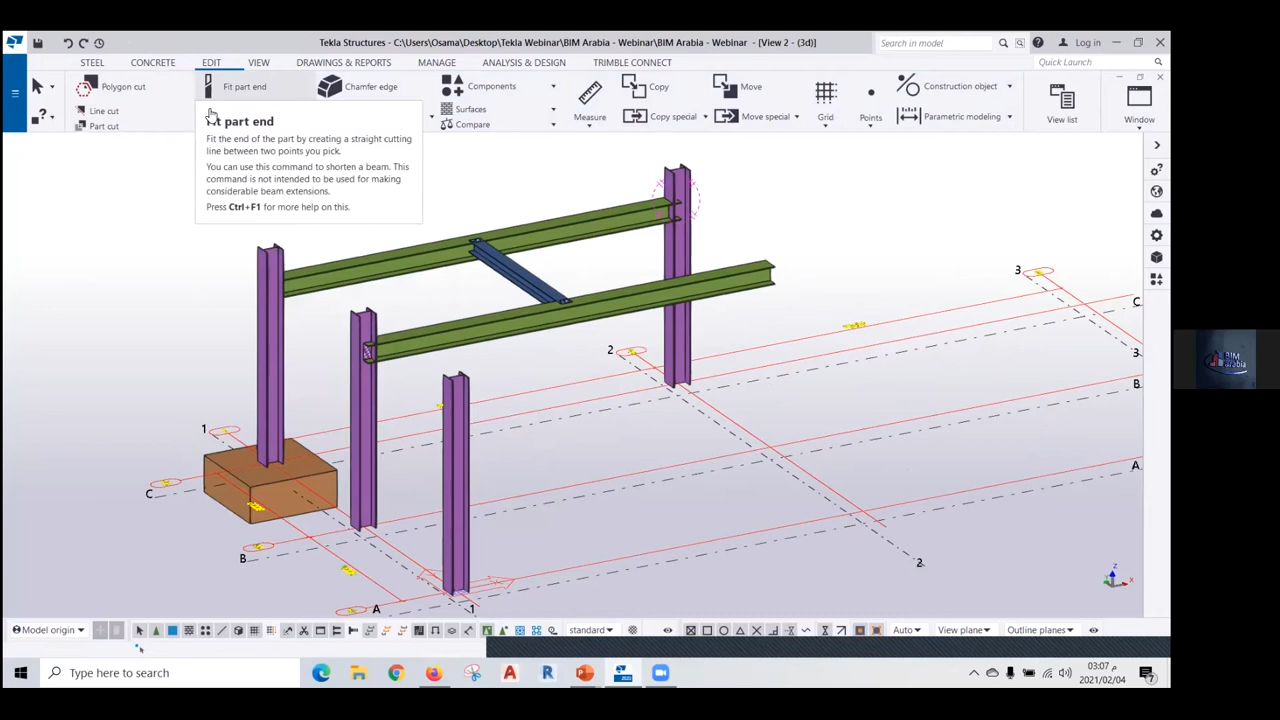 Tekla Structures - C:\Users\Osama\Desktop\Tekla Webinar\BIM Arabia - Webinar\BIM Arabia - Webinar - [View 2 - (3d)]
Search in model
Log in
STEEL CONCRETE EDIT VIEW DRAWINGS & REPORTS MANAGE ANALYSIS & DESIGN TRIMBLE CONNECT
Quick Launch
Polygon cut
Line cut
Part cut
Fit part end
Chamfer edge
Components
Surfaces
Compare
Measure
Copy
Copy special
Move
Move special
Grid
Points
Construction object
Parametric modeling
View list
Window
part end
Fit the end of the part by creating a straight cutting
line between two points you pick.
You can use this command to shorten a beam. This
command is not intended to be used for making
considerable beam extensions.
Press Ctrl+F1 for more help on this.
3
C
2
3
B
1
A
C
B
2
A
1
BIM
arabia
Model origin
standard
Auto
View plane
Outline planes
Type here to search
03:07 م
2021/02/04
7